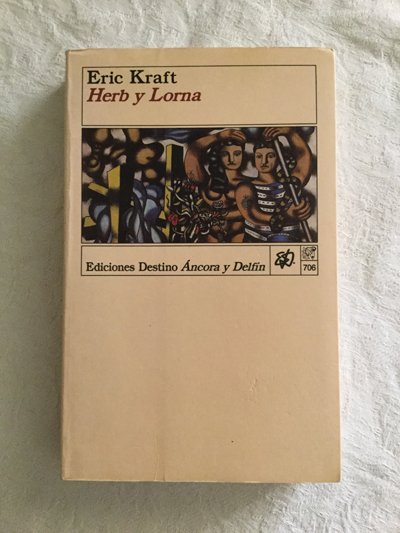 Eric Kraft
Herb y Lorna
Ediciones Destino Áncora y Delfín
706